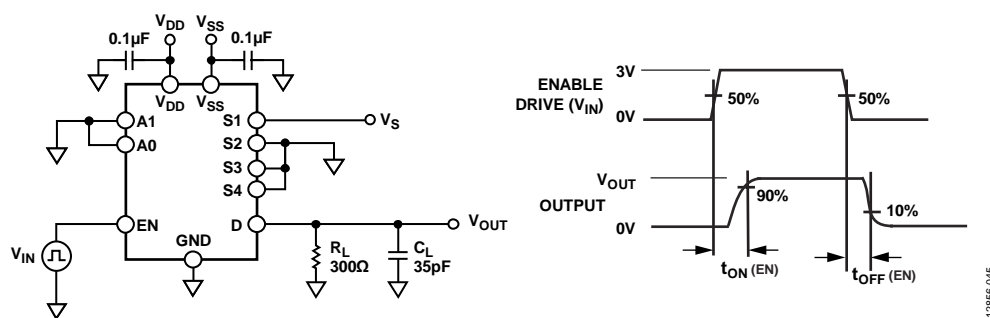 VDD
VSS
0.1µF
0.1µF
VDD
VSS
A1
A0
S1
VS
S2
S3
S4
EN
D
VOUT
GND
VIN
RL
300Ω
CL
35pF
ENABLE
DRIVE (VIN)
3V
0V
50%
50%
OUTPUT
VOUT
0V
90%
10%
tON (EN)
tOFF (EN)
12856-045